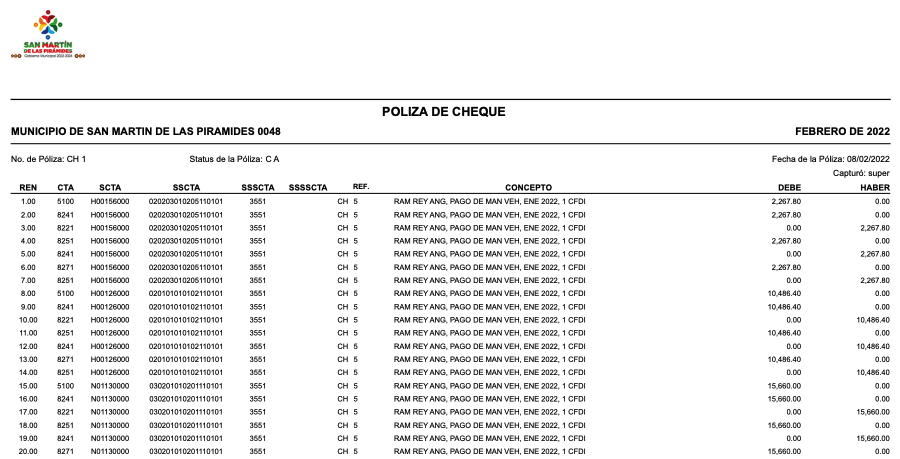 SAN MARTÍN
DE LAS PIRÁMIDES
Gobierno Municipal 2022-2024
POLIZA DE CHEQUE
MUNICIPIO DE SAN MARTIN DE LAS PIRAMIDES 0048 FEBRERO DE 2022
No. de Póliza: CH 1 Status de la Póliza: C A Fecha de la Póliza: 08/02/2022
Capturó: super
REN CTA SCTA SSCTA SSSCTA SSSSCTA REF. CONCEPTO DEBE HABER
1.00 5100 H00156000 020203010205110101 3551 CH 5 RAM REY ANG, PAGO DE MAN VEH, ENE 2022, 1 CFDI 2,267.80 0.00
2.00 8241 H00156000 020203010205110101 3551 CH 5 RAM REY ANG, PAGO DE MAN VEH, ENE 2022, 1 CFDI 2,267.80 0.00
3.00 8221 H00156000 020203010205110101 3551 CH 5 RAM REY ANG, PAGO DE MAN VEH, ENE 2022, 1 CFDI 0.00 2,267.80
4.00 8251 H00156000 020203010205110101 3551 CH 5 RAM REY ANG, PAGO DE MAN VEH, ENE 2022, 1 CFDI 2,267.80 0.00
5.00 8241 H00156000 020203010205110101 3551 CH 5 RAM REY ANG, PAGO DE MAN VEH, ENE 2022, 1 CFDI 0.00 2,267.80
6.00 8271 H00156000 020203010205110101 3551 CH 5 RAM REY ANG, PAGO DE MAN VEH, ENE 2022, 1 CFDI 2,267.80 0.00
7.00 8251 H00156000 020203010205110101 3551 CH 5 RAM REY ANG, PAGO DE MAN VEH, ENE 2022, 1 CFDI 0.00 2,267.80
8.00 5100 H00126000 020101010102110101 3551 CH 5 RAM REY ANG, PAGO DE MAN VEH, ENE 2022, 1 CFDI 10,486.40 0.00
9.00 8241 H00126000 020101010102110101 3551 CH 5 RAM REY ANG, PAGO DE MAN VEH, ENE 2022, 1 CFDI 10,486.40 0.00
10.00 8221 H00126000 020101010102110101 3551 CH 5 RAM REY ANG, PAGO DE MAN VEH, ENE 2022, 1 CFDI 0.00 10,486.40
11.00 8251 H00126000 020101010102110101 3551 CH 5 RAM REY ANG, PAGO DE MAN VEH, ENE 2022, 1 CFDI 10,486.40 0.00
12.00 8241 H00126000 020101010102110101 3551 CH 5 RAM REY ANG, PAGO DE MAN VEH, ENE 2022, 1 CFDI 0.00 10,486.40
13.00 8271 H00126000 020101010102110101 3551 CH 5 RAM REY ANG, PAGO DE MAN VEH, ENE 2022, 1 CFDI 10,486.40 0.00
14.00 8251 H00126000 020101010102110101 3551 CH 5 RAM REY ANG, PAGO DE MAN VEH, ENE 2022, 1 CFDI 0.00 10,486.40
15.00 5100 N01130000 030201010201110101 3551 CH 5 RAM REY ANG, PAGO DE MAN VEH, ENE 2022, 1 CFDI 15,660.00 0.00
16.00 8241 N01130000 030201010201110101 3551 CH 5 RAM REY ANG, PAGO DE MAN VEH, ENE 2022, 1 CFDI 15,660.00 0.00
17.00 8221 N01130000 030201010201110101 3551 CH 5 RAM REY ANG, PAGO DE MAN VEH, ENE 2022, 1 CFDI 0.00 15,660.00
18.00 8251 N01130000 030201010201110101 3551 CH 5 RAM REY ANG, PAGO DE MAN VEH, ENE 2022, 1 CFDI 15,660.00 0.00
19.00 8241 N01130000 030201010201110101 3551 CH 5 RAM REY ANG, PAGO DE MAN VEH, ENE 2022, 1 CFDI 0.00 15,660.00
20.00 8271 N01130000 030201010201110101 3551 CH 5 RAM REY ANG, PAGO DE MAN VEH, ENE 2022, 1 CFDI 15,660.00 0.00